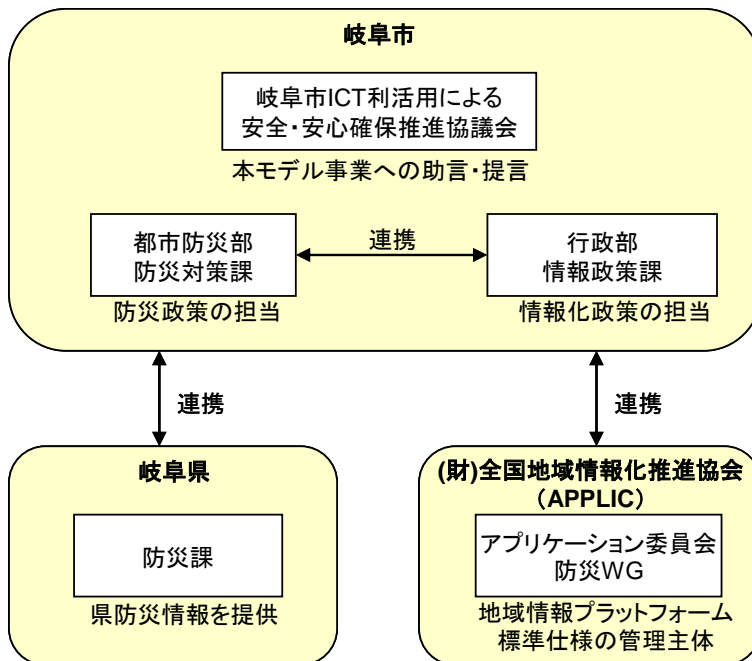 岐阜市
岐阜市ICT利活用による
安全・安心確保推進協議会
本モデル事業への助言・提言
都市防災部
防災対策課
防災政策の担当
連携
行政部
情報政策課
情報化政策の担当
連携
連携
岐阜県
防災課
県防災情報を提供
(財)全国地域情報化推進協会
（APPLIC）
アプリケーション委員会
防災WG
地域情報プラットフォーム
標準仕様の管理主体